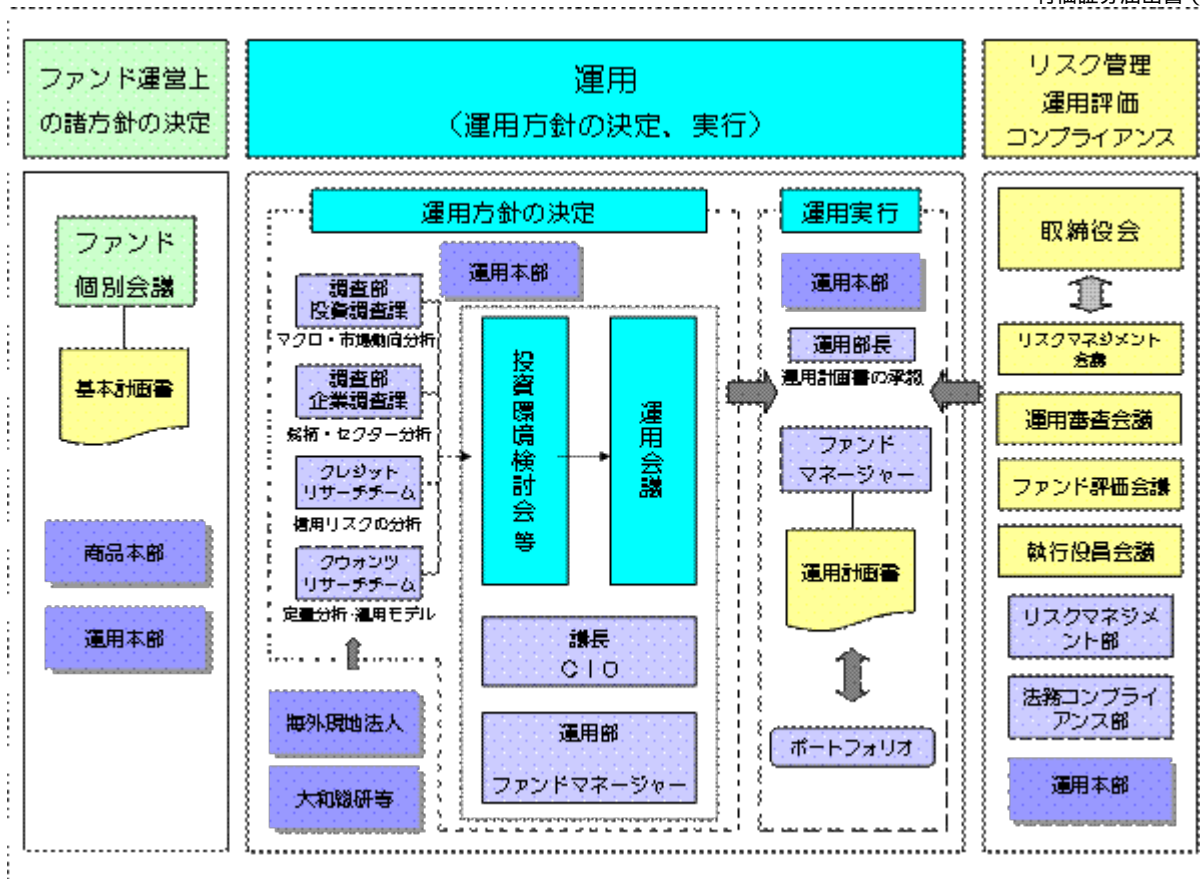 ファンド運営上
の諸方針の決定
運用
(運用方針の決定、実行)
リスク管理
運用評価
コンプライアンス
ファンド
個別会議
基本計画書
商品本部
運用本部
運用方針の決定
運用本部
調査部
投資調査課
マクロ・市場動向分析
調査部
企業調査課
銘柄・セクター分析
クレジット
リサーチチーム
信用リスクの分析
クウォンツ
リサーチチーム
定量分析・運用モデル
海外現地法人
大和総研等
投資環境検討会等
運用会議
議長
CIO
運用部
ファンドマネージャー
運用実行
運用本部
運用部長
運用計画書の承認
ファンド
マネージャー
運用計画書
ポートフォリオ
取締役会
リスクマネジメント
会議
運用審査会議
ファンド評価会議
執行役員会議
リスクマネジメ
ント部
法務コンプライ
アンス部
運用本部